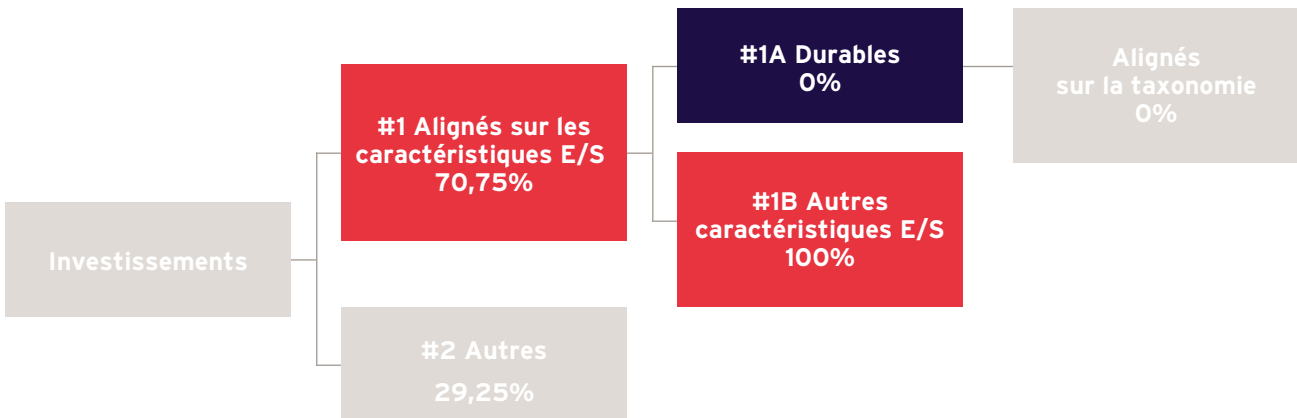 Investissements
#1 Alignés sur les
caractéristiques E/S
70,75%
#2 Autres
29,25%
#1A Durables
0%
#1B Autres
caractéristiques E/S
100%
Alignés
sur la taxonomie
0%